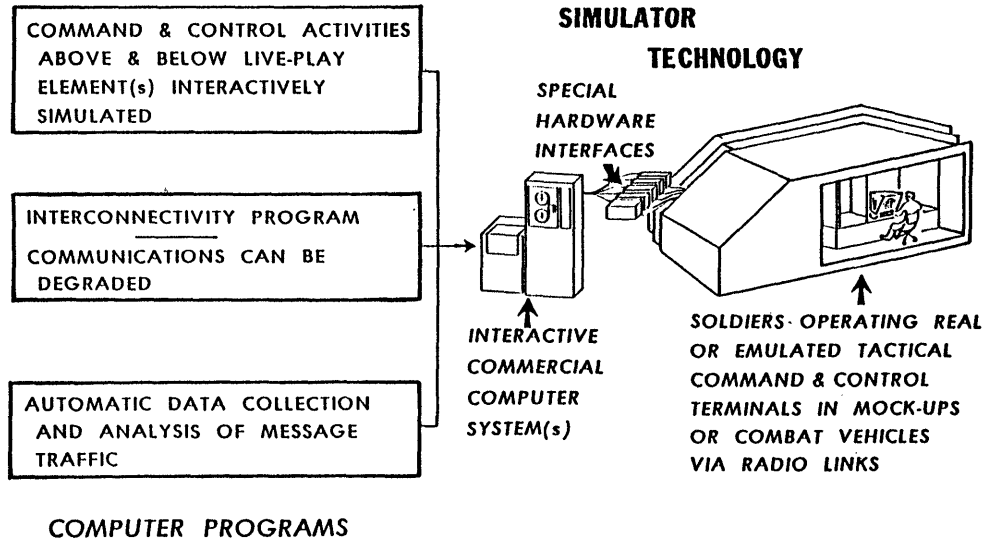 COMMAND & CONTROL ACTIVITIES
ABOVE & BELOW LIVE-PLAY
ELEMENT(s) INTERACTIVELY
SIMULATED
INTERCONNECTIVITY PROGRAM
COMMUNICATIONS CAN BE
DEGRADED
AUTOMATIC DATA COLLECTION
AND ANALYSIS OF MESSAGE
TRAFFIC
COMPUTER PROGRAMS
SIMULATOR
TECHNOLOGY
SPECIAL
HARDWARE
INTERFACES
INTERACTIVE
COMMERCIAL
COMPUTER
SYSTEM(s)
SOLDIERS OPERATING REAL
OR EMULATED TACTICAL
COMMAND & CONTROL
TERMINALS IN MOCK-UPS
OR COMBAT VEHICLES
VIA RADIO LINKS